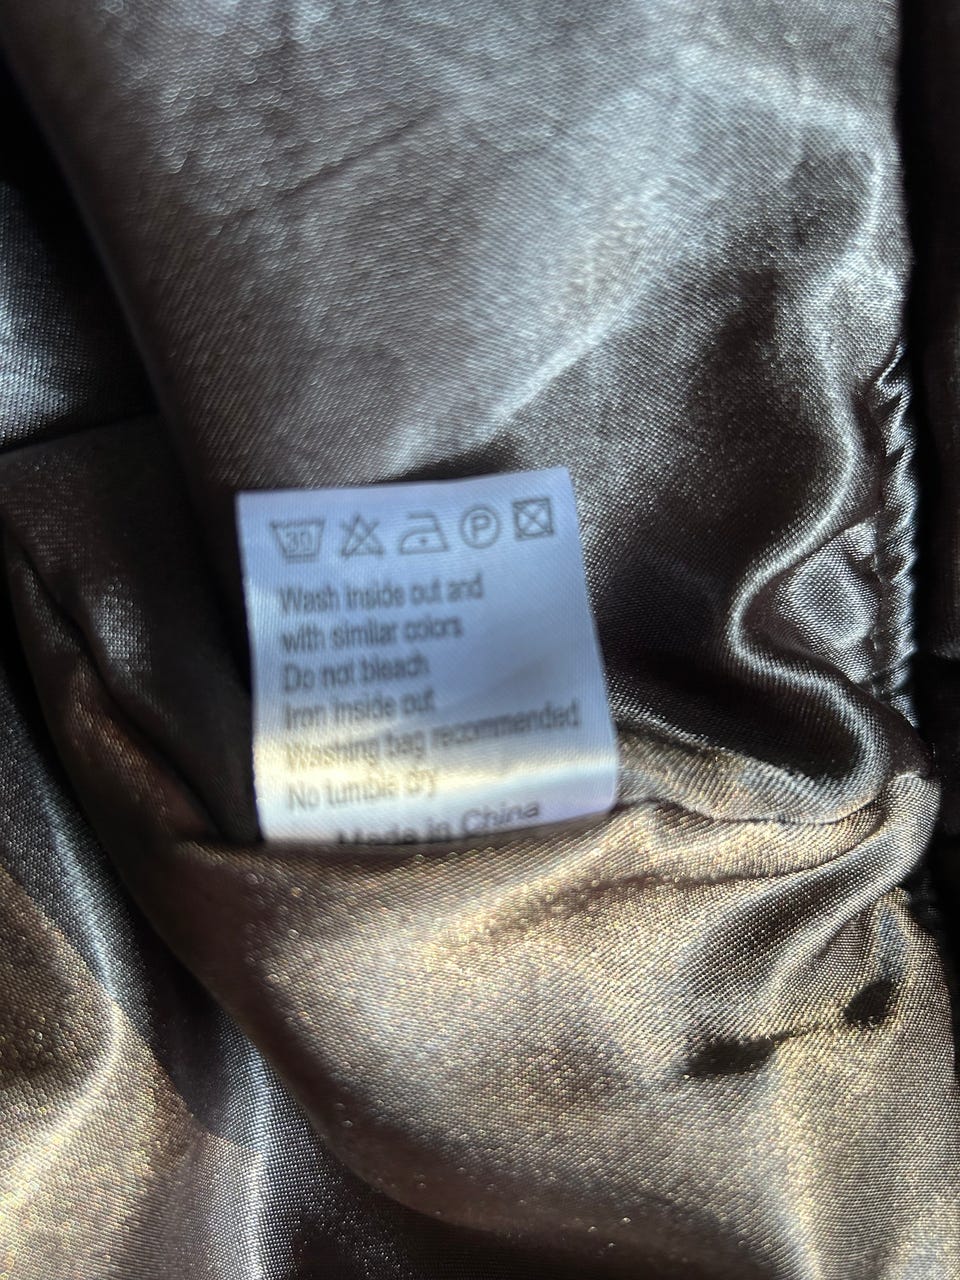 30 P
Wash inside out and
with similar colors
Do not bleach
Iron inside out
Washing bag recommended
No tumble dry
Made in China